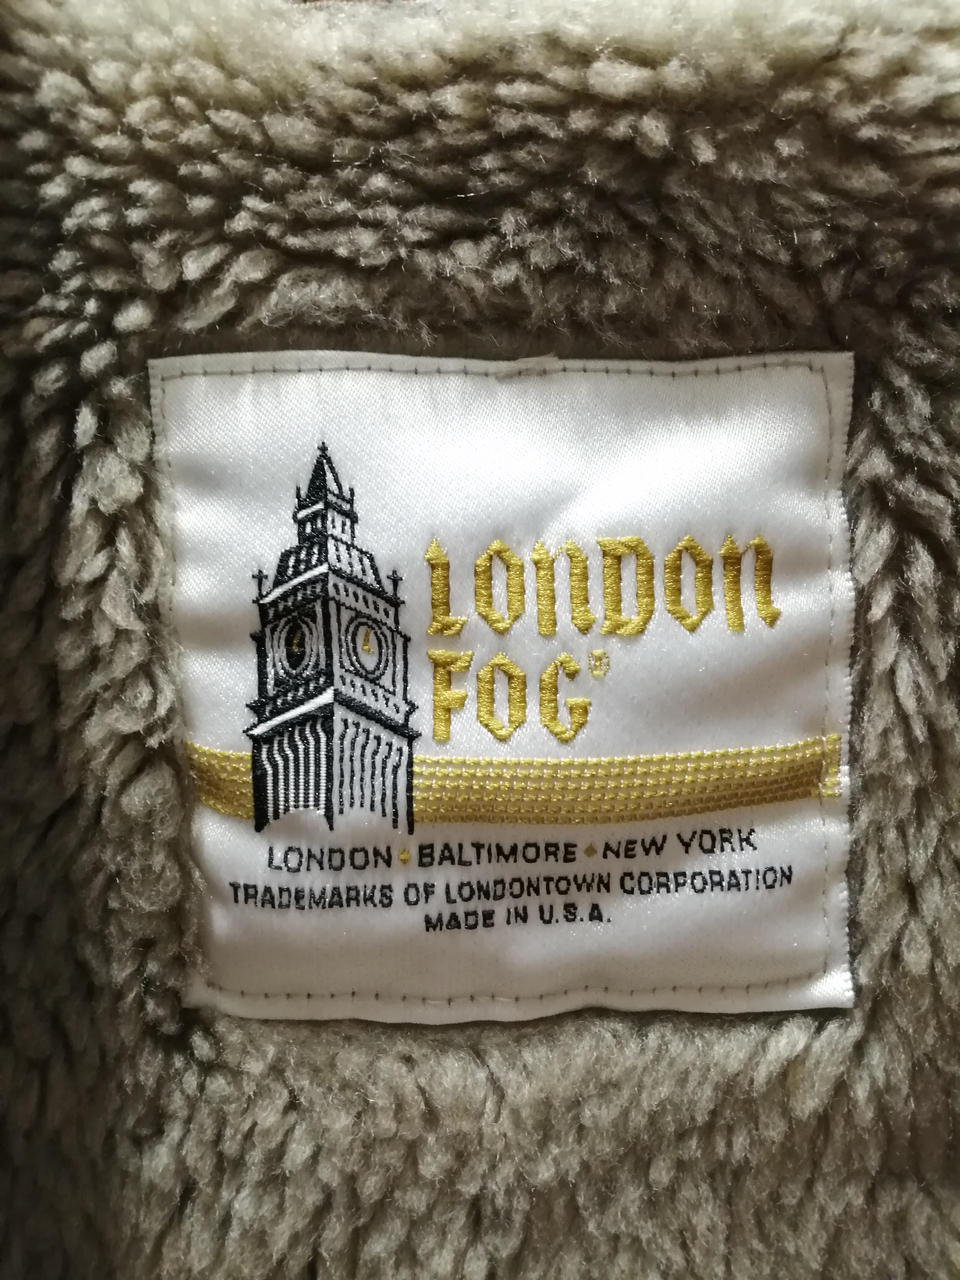 LONDON
FOG®
LONDON • BALTIMORE • NEW YORK
TRADEMARKS OF LONDONTOWN CORPORATION
MADE IN U.S.A.